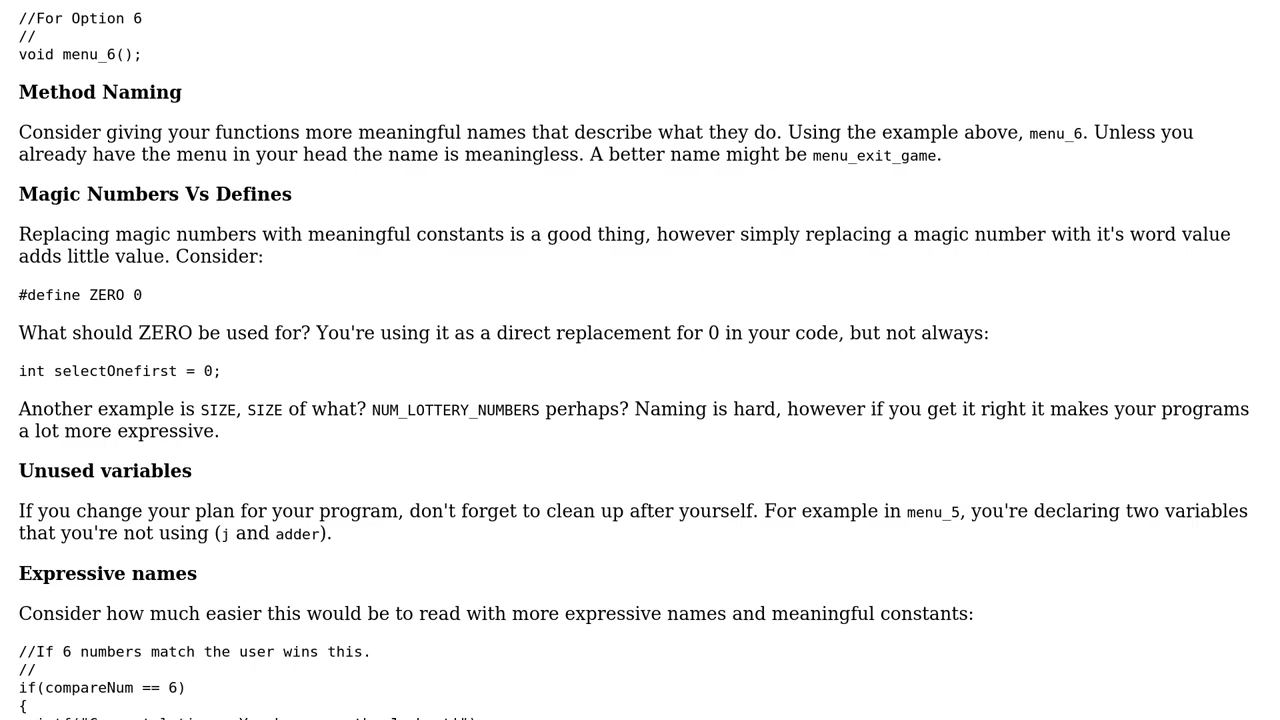 //For Option 6
//
void menu_6();
Method Naming
Consider giving your functions more meaningful names that describe what they do. Using the example above, menu_6. Unless you
already have the menu in your head the name is meaningless. A better name might be menu_exit_game.
Magic Numbers Vs Defines
Replacing magic numbers with meaningful constants is a good thing, however simply replacing a magic number with it's word value
adds little value. Consider:
#define ZERO 0
What should ZERO be used for? You're using it as a direct replacement for 0 in your code, but not always:
int selectOnefirst = 0;
Another example is SIZE, SIZE of what? NUM_LOTTERY_NUMBERS perhaps? Naming is hard, however if you get it right it makes your programs
a lot more expressive.
Unused variables
If you change your plan for your program, don't forget to clean up after yourself. For example in menu_5, you're declaring two variables
that you're not using (j and adder).
Expressive names
Consider how much easier this would be to read with more expressive names and meaningful constants:
//If 6 numbers match the user wins this.
//
if(compareNum == 6)
{